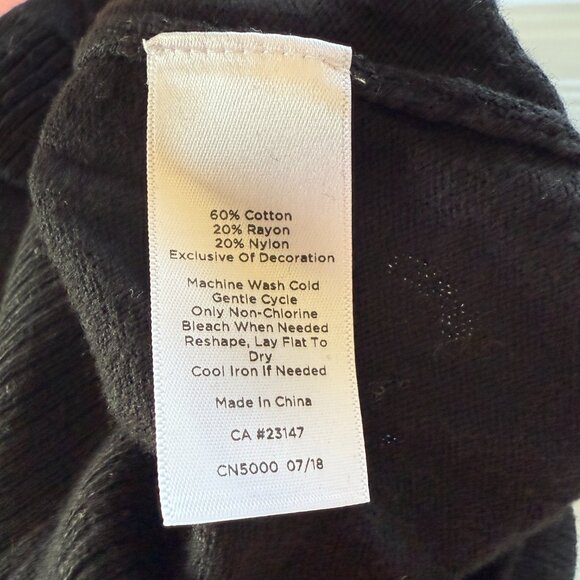 60% Cotton
20% Rayon
20% Nylon
Exclusive Of Decoration
Machine Wash Cold
Gentle Cycle
Only Non-Chlorine
Bleach When Needed
Reshape, Lay Flat To
Dry
Cool Iron If Needed
Made In China
CA #23147
CN5000 07/18